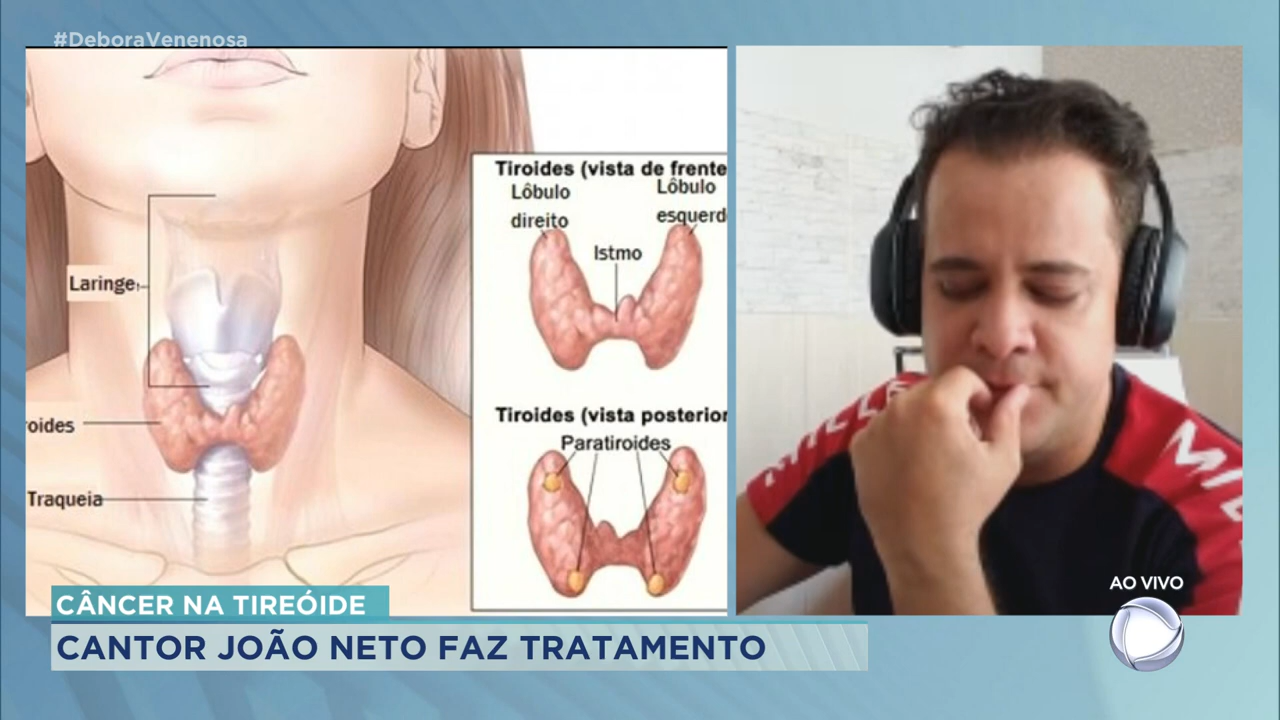 #DeboraVenenosa
Tiroides (vista de frente
Lôbulo
direito
Lôbulo
esquerd
Istmo
Laringe
roides
Traqueia
Tiroides (vista posterior
Paratiroides
AO VIVO
CÂNCER NA TIREÓIDE
CANTOR JOÃO NETO FAZ TRATAMENTO